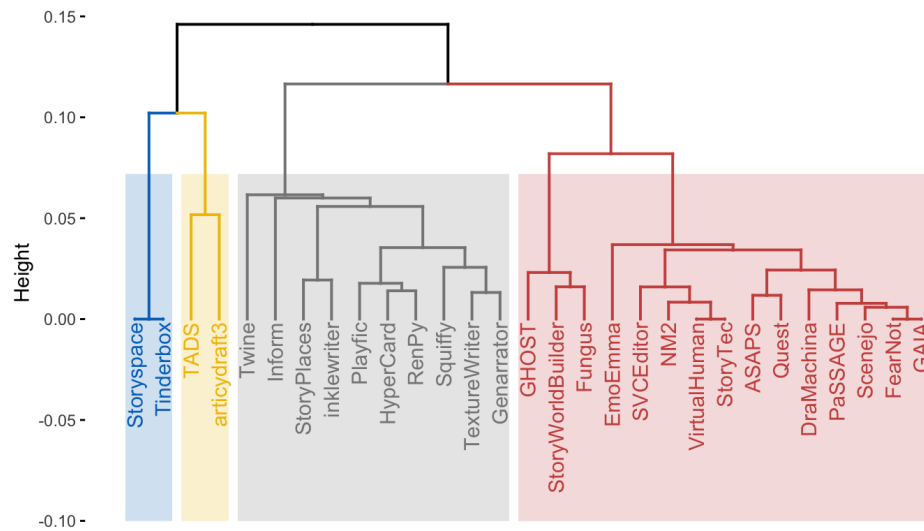 0.15
0.10
0.05
0.00
-0.05
-0.10
Height
Storyspace
Tinderbox
TADS
articydraft3
Twine
Inform
StoryPlaces
inklewriter
Playfic
HyperCard
RenPy
Squiffy
TextureWriter
Genarrator
GHOST
StoryWorldBuilder
Fungus
EmoEmma
SVCEditor
NM2
VirtualHuman
StoryTec
ASAPS
Quest
DraMachina
PaSSAGE
Scenejo
FearNot
GAIA